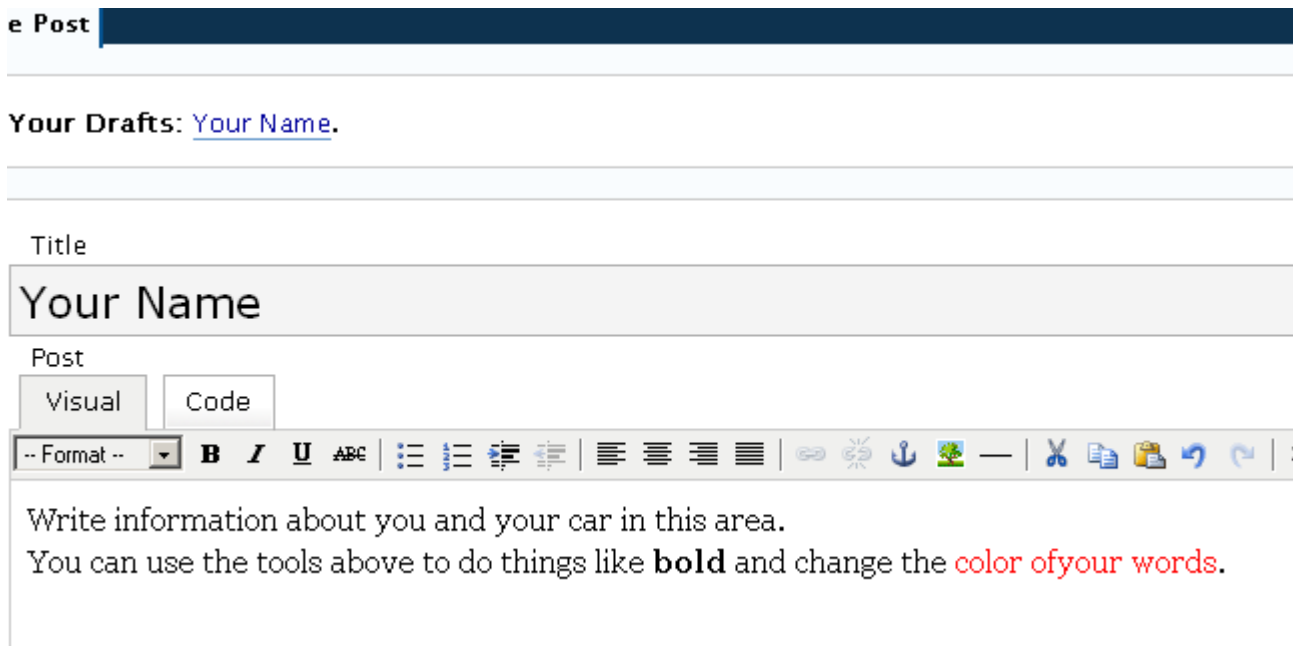 e Post
Your Drafts: Your Name.
Title
Your Name
Post
Visual Code
-- Format -- B I U ABC
Write information about you and your car in this area.
You can use the tools above to do things like bold and change the color ofyour words.